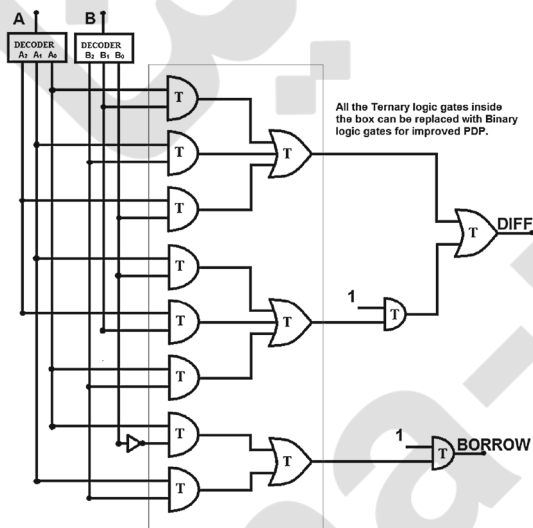 A B
DECODER DECODER
A₂ A₁ A₀ B₂ B₁ B₀
T
T
T
T
All the Ternary logic gates inside
the box can be replaced with Binary
logic gates for improved PDP.
T
DIFF
T
T
T
T
1
T
T
T
T
1
T
BORROW